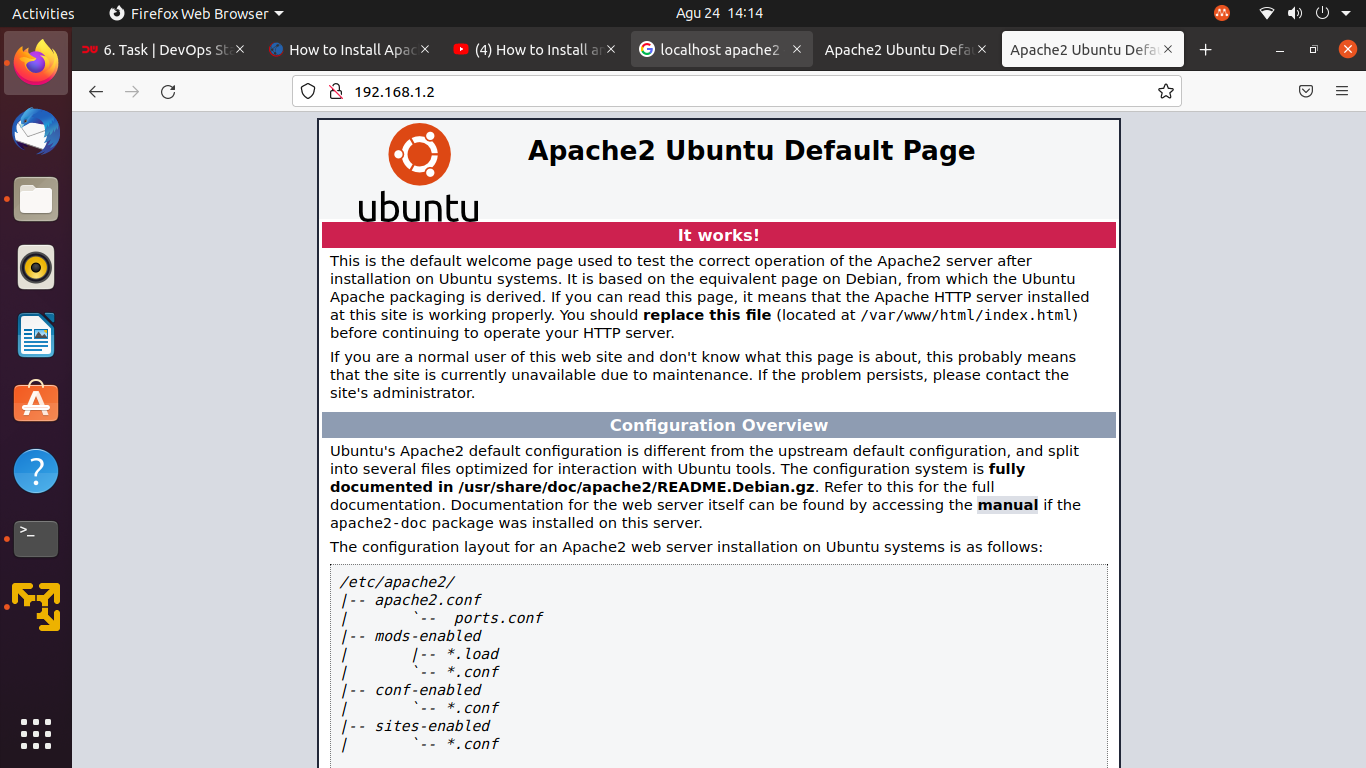 Activities
Firefox Web Browser
Agu 24 14:14
6. Task | DevOps Sta
How to Install Apac
(4) How to Install an
localhost apache2
Apache2 Ubuntu Defau
Apache2 Ubuntu Defau
192.168.1.2
ubuntu
Apache2 Ubuntu Default Page
It works!
This is the default welcome page used to test the correct operation of the Apache2 server after
installation on Ubuntu systems. It is based on the equivalent page on Debian, from which the Ubuntu
Apache packaging is derived. If you can read this page, it means that the Apache HTTP server installed
at this site is working properly. You should replace this file (located at /var/www/html/index.html)
before continuing to operate your HTTP server.
If you are a normal user of this web site and don't know what this page is about, this probably means
that the site is currently unavailable due to maintenance. If the problem persists, please contact the
site's administrator.
Configuration Overview
Ubuntu's Apache2 default configuration is different from the upstream default configuration, and split
into several files optimized for interaction with Ubuntu tools. The configuration system is fully
documented in /usr/share/doc/apache2/README.Debian.gz. Refer to this for the full
documentation. Documentation for the web server itself can be found by accessing the manual if the
apache2-doc package was installed on this server.
The configuration layout for an Apache2 web server installation on Ubuntu systems is as follows:
/etc/apache2/
|-- apache2.conf
|       `--  ports.conf
|-- mods-enabled
|       |-- *.load
|       `-- *.conf
|-- conf-enabled
|       `-- *.conf
|-- sites-enabled
|       `-- *.conf